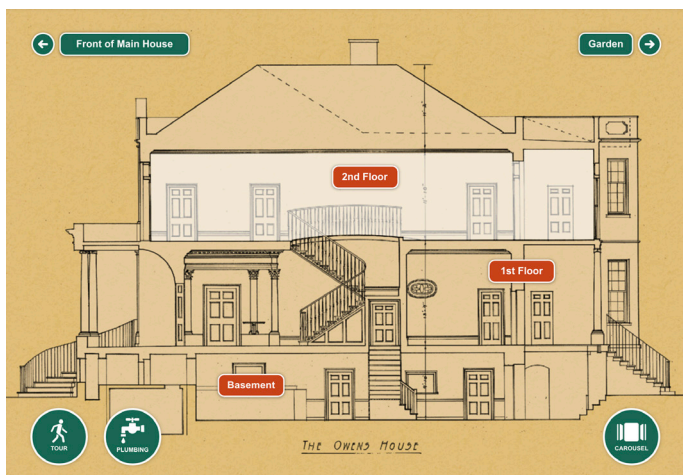 Front of Main House
Garden
2nd Floor
1st Floor
Basement
TOUR
PLUMBING
CAROUSEL
THE OWENS HOUSE